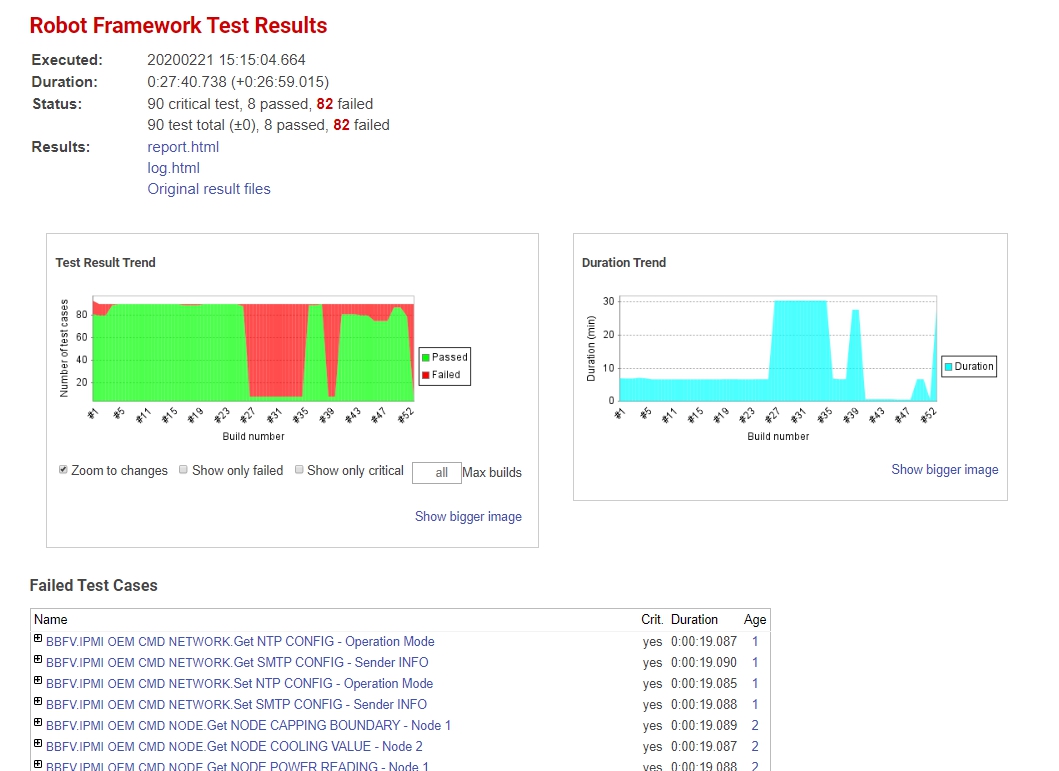 Robot Framework Test Results
Executed: 20200221 15:15:04.664
Duration: 0:27:40.738 (+0:26:59.015)
Status: 90 critical test, 8 passed, 82 failed
90 test total (±0), 8 passed, 82 failed
Results: report.html
log.html
Original result files
Test Result Trend
Number of test cases
80
60
40
20
#1 #5 #11 #15 #19 #23 #27 #31 #35 #39 #43 #47 #52
Build number
Passed
Failed
Zoom to changes Show only failed Show only critical all Max builds
Show bigger image
Duration Trend
Duration (min)
30
20
10
0
#1 #5 #11 #15 #19 #23 #27 #31 #35 #39 #43 #47 #52
Build number
Duration
Show bigger image
Failed Test Cases
Name Crit. Duration Age
BBFV.IPMI OEM CMD NETWORK.Get NTP CONFIG - Operation Mode yes 0:00:19.087 1
BBFV.IPMI OEM CMD NETWORK.Get SMTP CONFIG - Sender INFO yes 0:00:19.090 1
BBFV.IPMI OEM CMD NETWORK.Set NTP CONFIG - Operation Mode yes 0:00:19.085 1
BBFV.IPMI OEM CMD NETWORK.Set SMTP CONFIG - Sender INFO yes 0:00:19.088 1
BBFV.IPMI OEM CMD NODE.Get NODE CAPPING BOUNDARY - Node 1 yes 0:00:19.089 2
BBFV.IPMI OEM CMD NODE.Get NODE COOLING VALUE - Node 2 yes 0:00:19.087 2
BBFV.IPMI OEM CMD NODE.Get NODE POWER READING - Node 1 yes 0:00:19.088 2